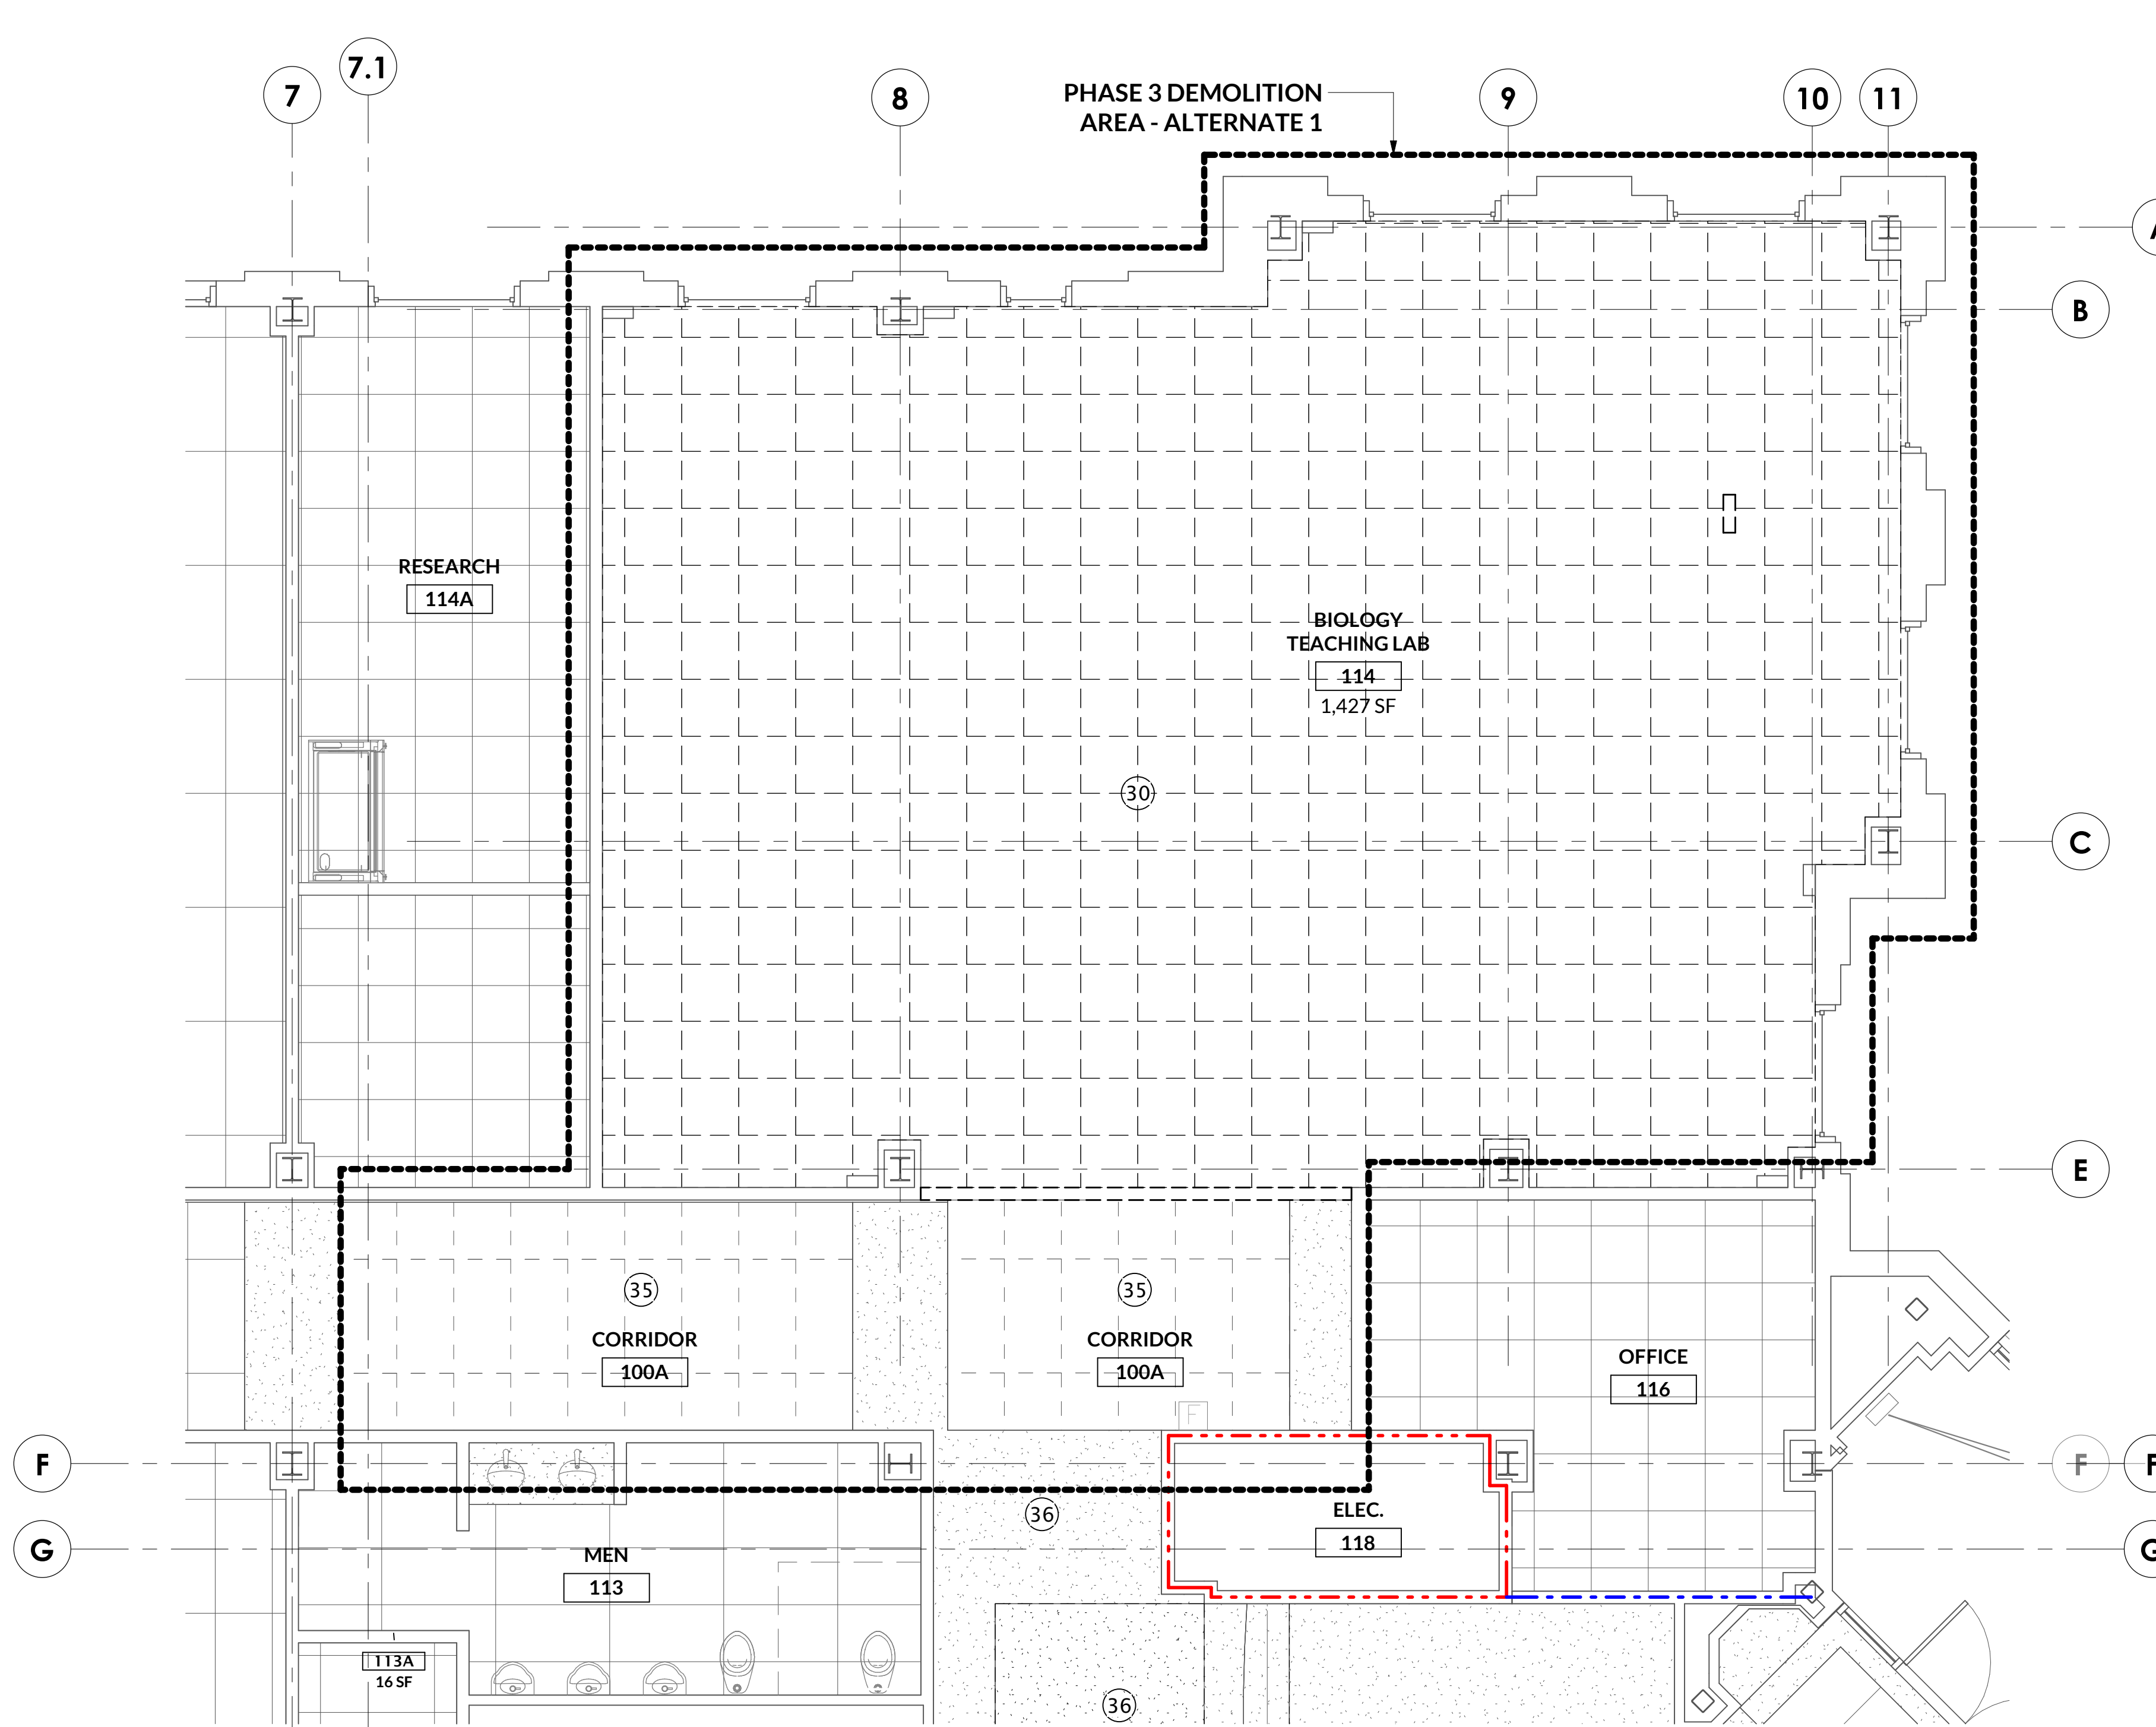 7
7.1
8
PHASE 3 DEMOLITION
AREA - ALTERNATE 1
9
10
11
A
B
RESEARCH
114A
BIOLOGY
TEACHING LAB
114
1,427 SF
30
C
E
35
35
CORRIDOR
100A
CORRIDOR
100A
OFFICE
116
F
F
F
F
36
ELEC.
118
G
G
MEN
113
113A
16 SF
36